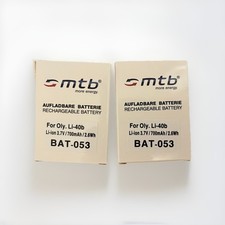 mtb
more energy
AUFLADBARE BATTERIE
RECHARGEABLE BATTERY
For Oly. Li-40b
Li-ion 3.7V / 700mAh / 2.6Wh
BAT-053
mtb
more energy
AUFLADBARE BATTERIE
RECHARGEABLE BATTERY
For Oly. Li-40b
Li-ion 3.7V / 700mAh / 2.6Wh
BAT-053